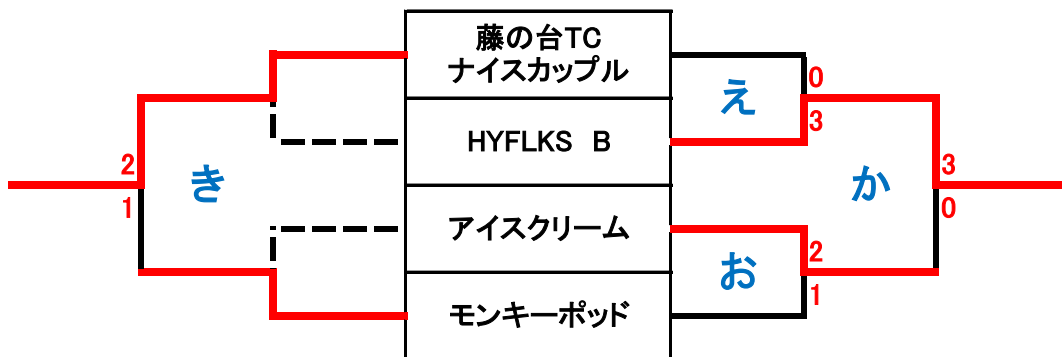 藤の台TC
ナイスカップル
HYFLKS B
アイスクリーム
モンキーポッド
2
1
き
え
0
3
お
2
1
か
3
0